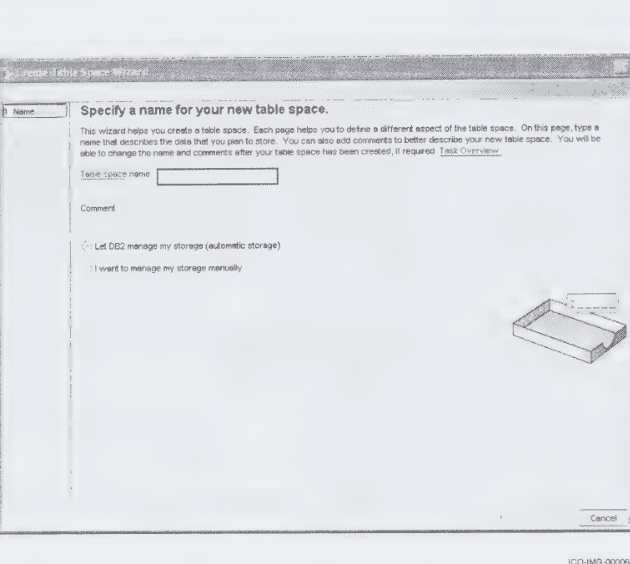 Create Table Space Wizard
1 Name
Specify a name for your new table space.
This wizard helps you create a table space. Each page helps you to define a different aspect of the table space. On this page, type a
name that describes the data that you plan to store. You can also add comments to better describe your new table space. You will be
able to change the name and comments after your table space has been created, if required Task Overview
Table space name
Comment
Let DB2 manage my storage (automatic storage)
I want to manage my storage manually
Cancel